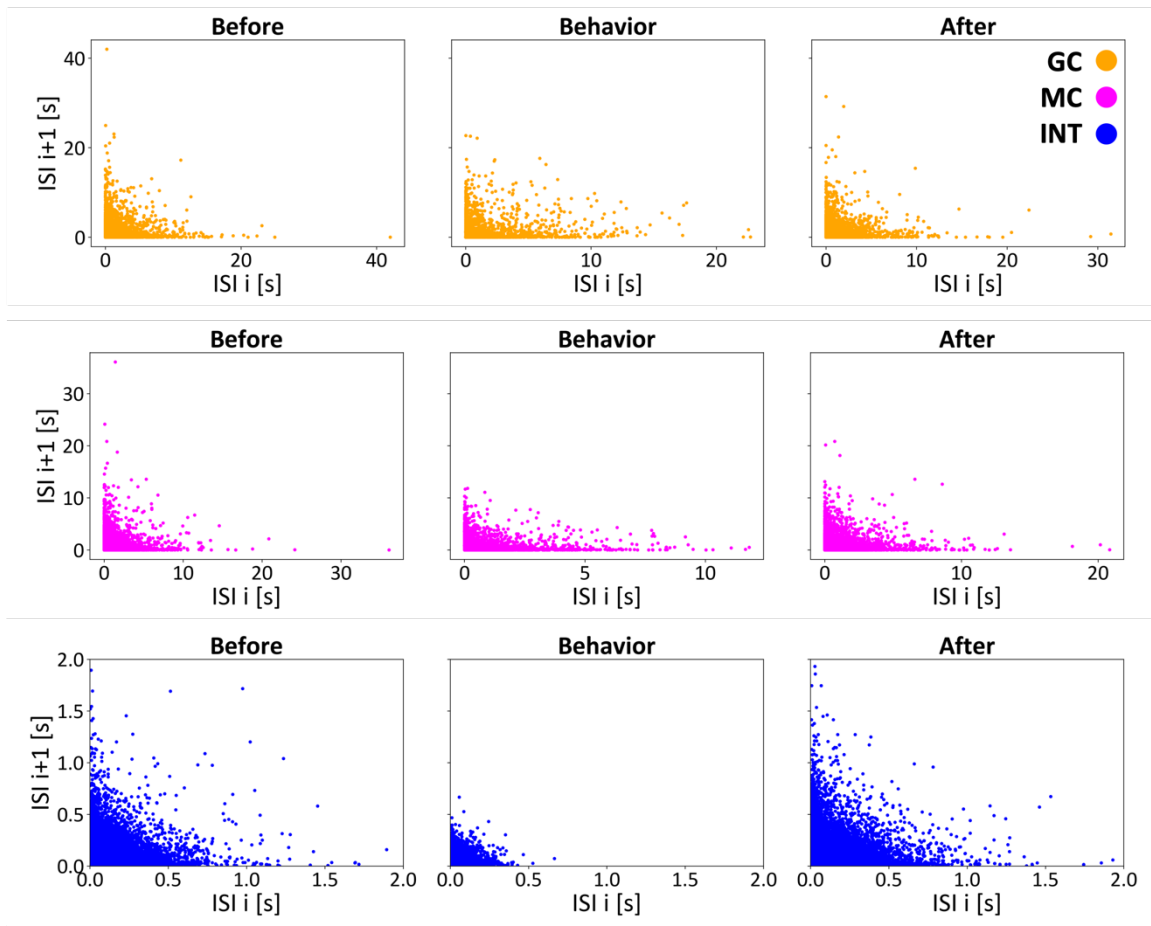 Before Behavior After
GC
MC
INT
ISI i+1 [s]
40
20
0
0 20 40
0 10 20
0 10 20 30
ISI i [s] ISI i [s] ISI i [s]
Before Behavior After
ISI i+1 [s]
30
20
10
0
0 10 20 30
0 5 10
0 10 20
ISI i [s] ISI i [s] ISI i [s]
Before Behavior After
ISI i+1 [s]
2.0
1.5
1.0
0.5
0.0
0.0 0.5 1.0 1.5 2.0
0.0 0.5 1.0 1.5 2.0
0.0 0.5 1.0 1.5 2.0
ISI i [s] ISI i [s] ISI i [s]